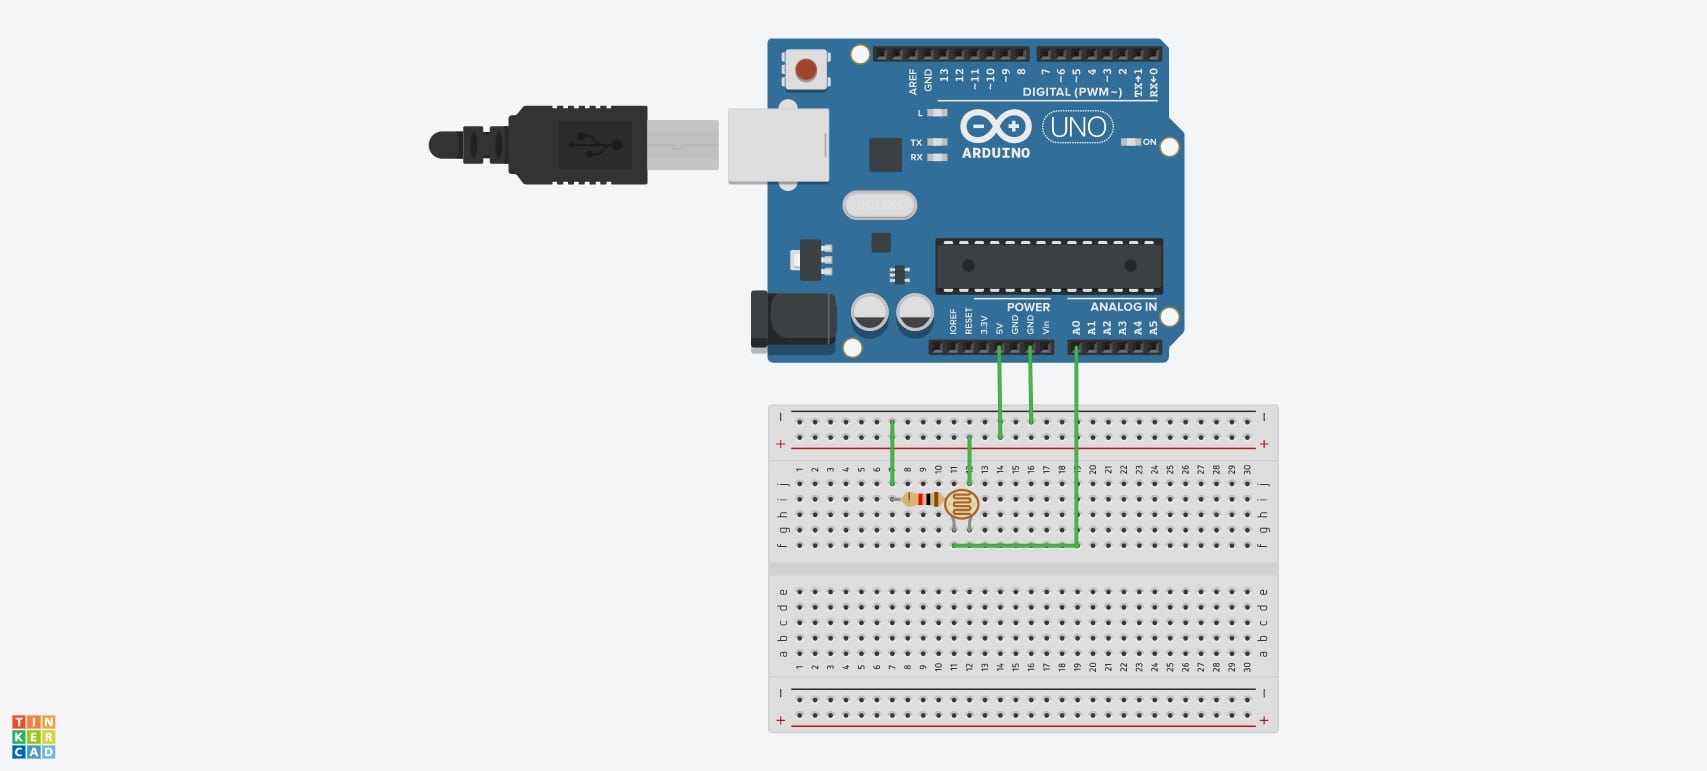 AREF GND 13 12 ~11 ~10 ~9 8 7 ~6 ~5 4 ~3 2 TX→1 RX←0
DIGITAL (PWM~)
L
TX
RX
UNO
ON
ARDUINO
POWER
ANALOG IN
IOREF RESET 3.3V 5V GND GND Vin A0 A1 A2 A3 A4 A5
1 2 3 4 5 6 7 8 9 10 11 12 13 14 15 16 17 18 19 20 21 22 23 24 25 26 27 28 29 30
j j
i i
h h
g g
f f
e e
d d
c c
b b
a a
1 2 3 4 5 6 7 8 9 10 11 12 13 14 15 16 17 18 19 20 21 22 23 24 25 26 27 28 29 30
TIN
KER
CAD